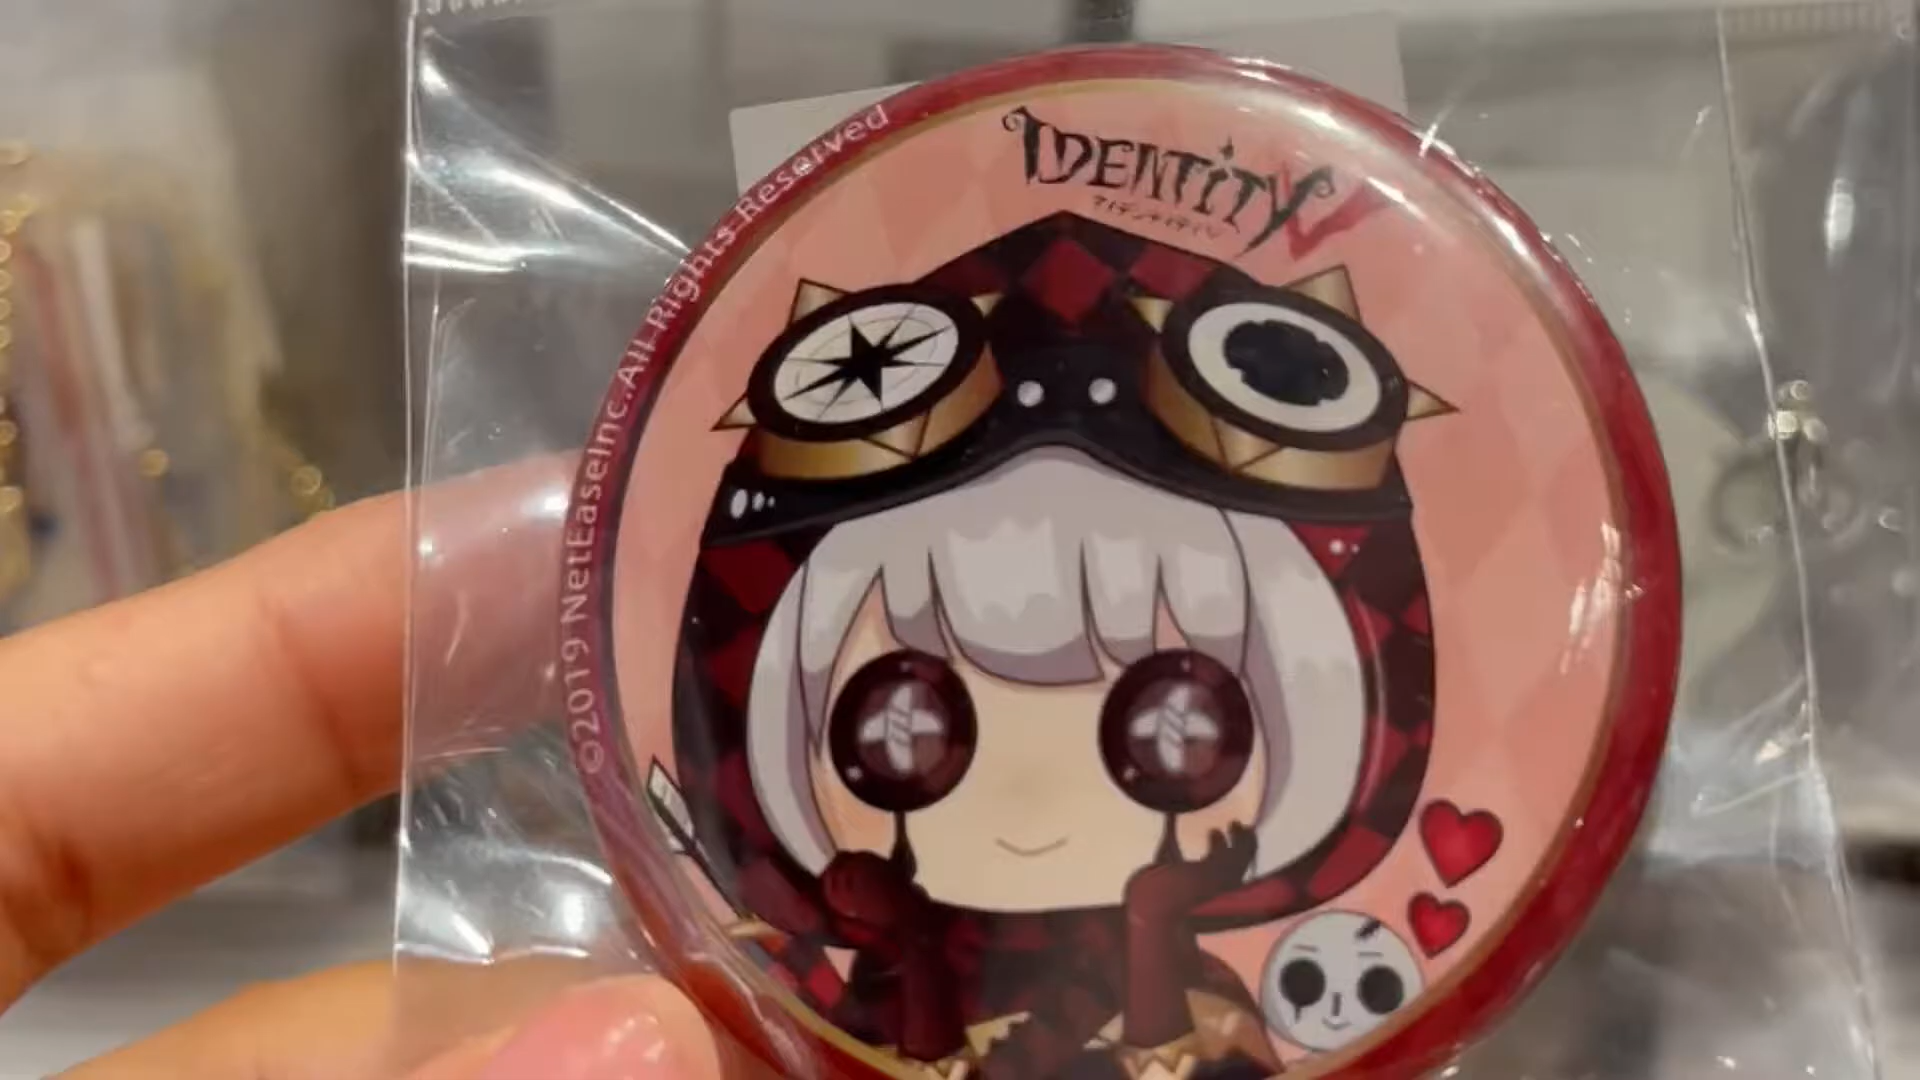 IDENTITY V
アイデンティティV
©2019 NetEaseInc.All Rights Reserved